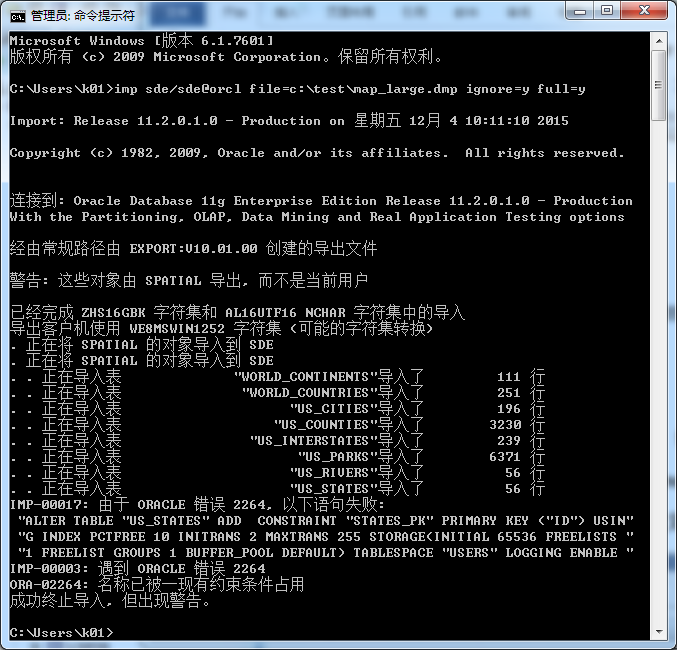 管理员: 命令提示符
Microsoft Windows [版本 6.1.7601]
版权所有 (c) 2009 Microsoft Corporation。保留所有权利。
C:\Users\k01>imp sde/sde@orcl file=c:\test\map_large.dmp ignore=y full=y
Import: Release 11.2.0.1.0 - Production on 星期五 12月 4 10:11:10 2015
Copyright (c) 1982, 2009, Oracle and/or its affiliates.  All rights reserved.
连接到: Oracle Database 11g Enterprise Edition Release 11.2.0.1.0 - Production
With the Partitioning, OLAP, Data Mining and Real Application Testing options
经由常规路径由 EXPORT:V10.01.00 创建的导出文件
警告: 这些对象由 SPATIAL 导出, 而不是当前用户
已经完成 ZHS16GBK 字符集和 AL16UTF16 NCHAR 字符集中的导入
导出客户机使用 WE8MSWIN1252 字符集 (可能的字符集转换)
. 正在将 SPATIAL 的对象导入到 SDE
. 正在将 SPATIAL 的对象导入到 SDE
. . 正在导入表 "WORLD_CONTINENTS"导入了 111 行
. . 正在导入表 "WORLD_COUNTRIES"导入了 251 行
. . 正在导入表 "US_CITIES"导入了 196 行
. . 正在导入表 "US_COUNTIES"导入了 3230 行
. . 正在导入表 "US_INTERSTATES"导入了 239 行
. . 正在导入表 "US_PARKS"导入了 6371 行
. . 正在导入表 "US_RIVERS"导入了 56 行
. . 正在导入表 "US_STATES"导入了 56 行
IMP-00017: 由于 ORACLE 错误 2264, 以下语句失败:
"ALTER TABLE "US_STATES" ADD  CONSTRAINT "STATES_PK" PRIMARY KEY ("ID") USIN"
"G INDEX PCTFREE 10 INITRANS 2 MAXTRANS 255 STORAGE(INITIAL 65536 FREELISTS "
"1 FREELIST GROUPS 1 BUFFER_POOL DEFAULT) TABLESPACE "USERS" LOGGING ENABLE "
IMP-00003: 遇到 ORACLE 错误 2264
ORA-02264: 名称已被一现有约束条件占用
成功终止导入, 但出现警告。
C:\Users\k01>